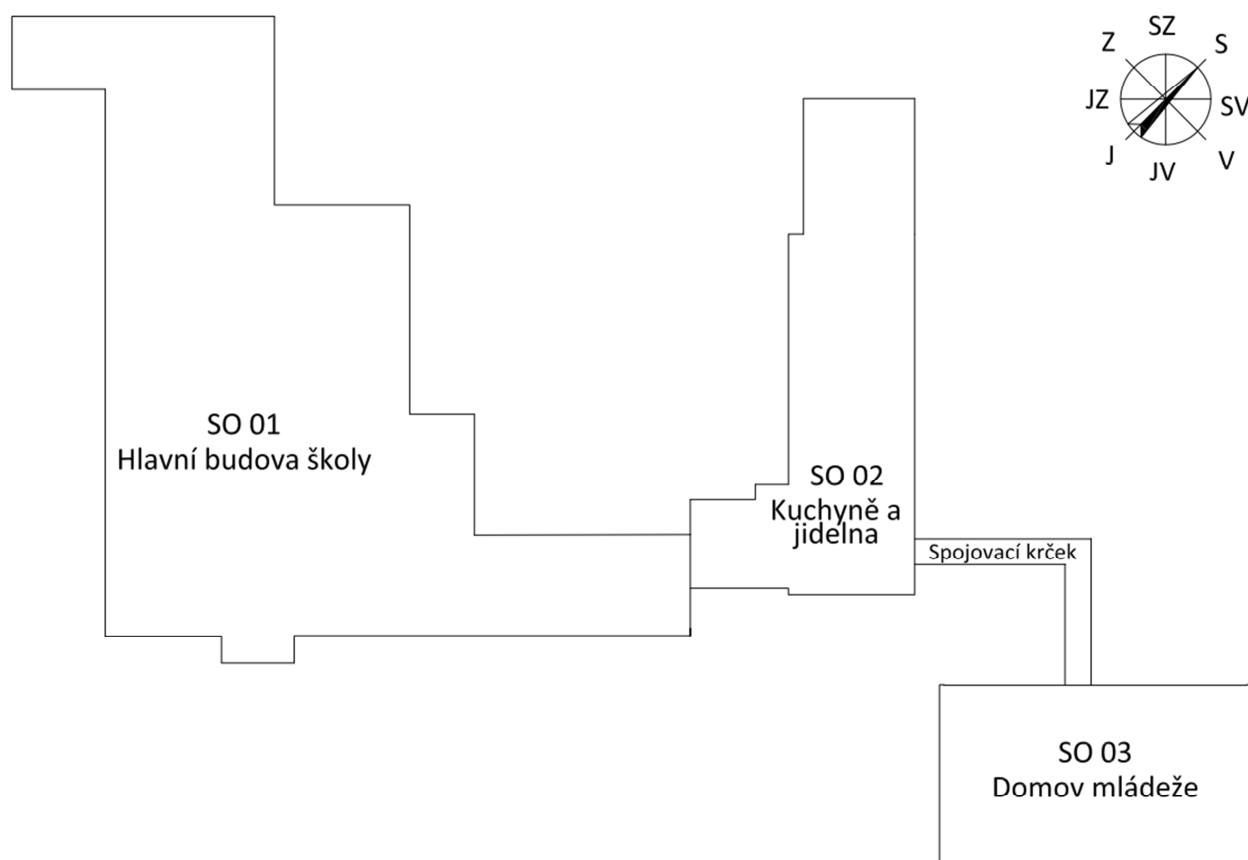 SZ
Z
S
JZ
SV
J
V
JV
SO 01
Hlavní budova školy
SO 02
Kuchyně a
jidelna
Spojovací krček
SO 03
Domov mládeže